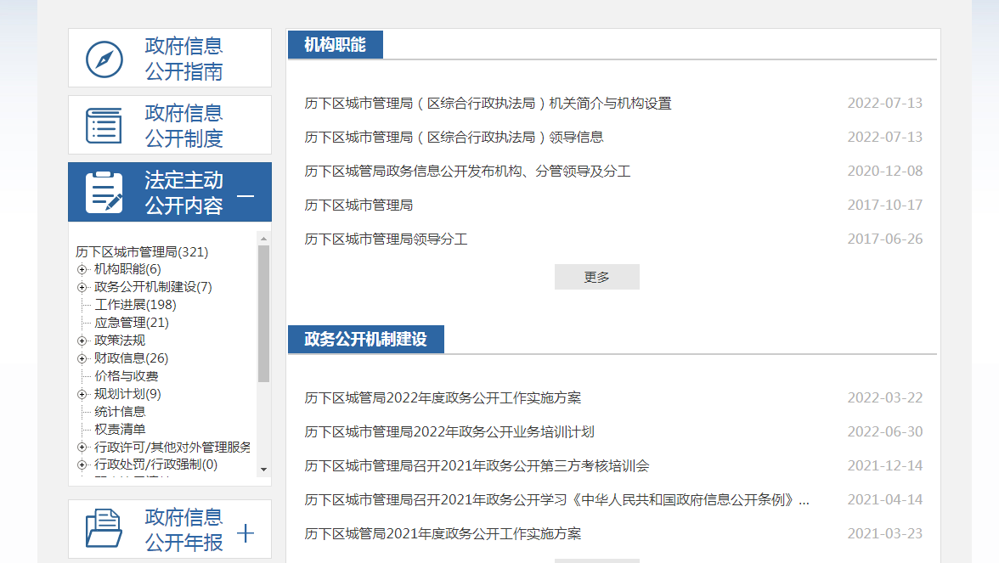 政府信息
公开指南
政府信息
公开制度
法定主动
公开内容
历下区城市管理局(321)
机构职能(6)
政务公开机制建设(7)
工作进展(198)
应急管理(21)
政策法规
财政信息(26)
价格与收费
规划计划(9)
统计信息
权责清单
行政许可/其他对外管理服务
行政处罚/行政强制(0)
政府信息
公开年报
机构职能
历下区城市管理局（区综合行政执法局）机关简介与机构设置 2022-07-13
历下区城市管理局（区综合行政执法局）领导信息 2022-07-13
历下区城管局政务信息公开发布机构、分管领导及分工 2020-12-08
历下区城市管理局 2017-10-17
历下区城市管理局领导分工 2017-06-26
更多
政务公开机制建设
历下区城管局2022年度政务公开工作实施方案 2022-03-22
历下区城市管理局2022年政务公开业务培训计划 2022-06-30
历下区城市管理局召开2021年政务公开第三方考核培训会 2021-12-14
历下区城市管理局召开2021年政务公开学习《中华人民共和国政府信息公开条例》... 2021-04-14
历下区城管局2021年度政务公开工作实施方案 2021-03-23